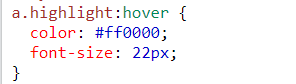 a.highlight:hover {
  color: #ff0000;
  font-size: 22px;
}